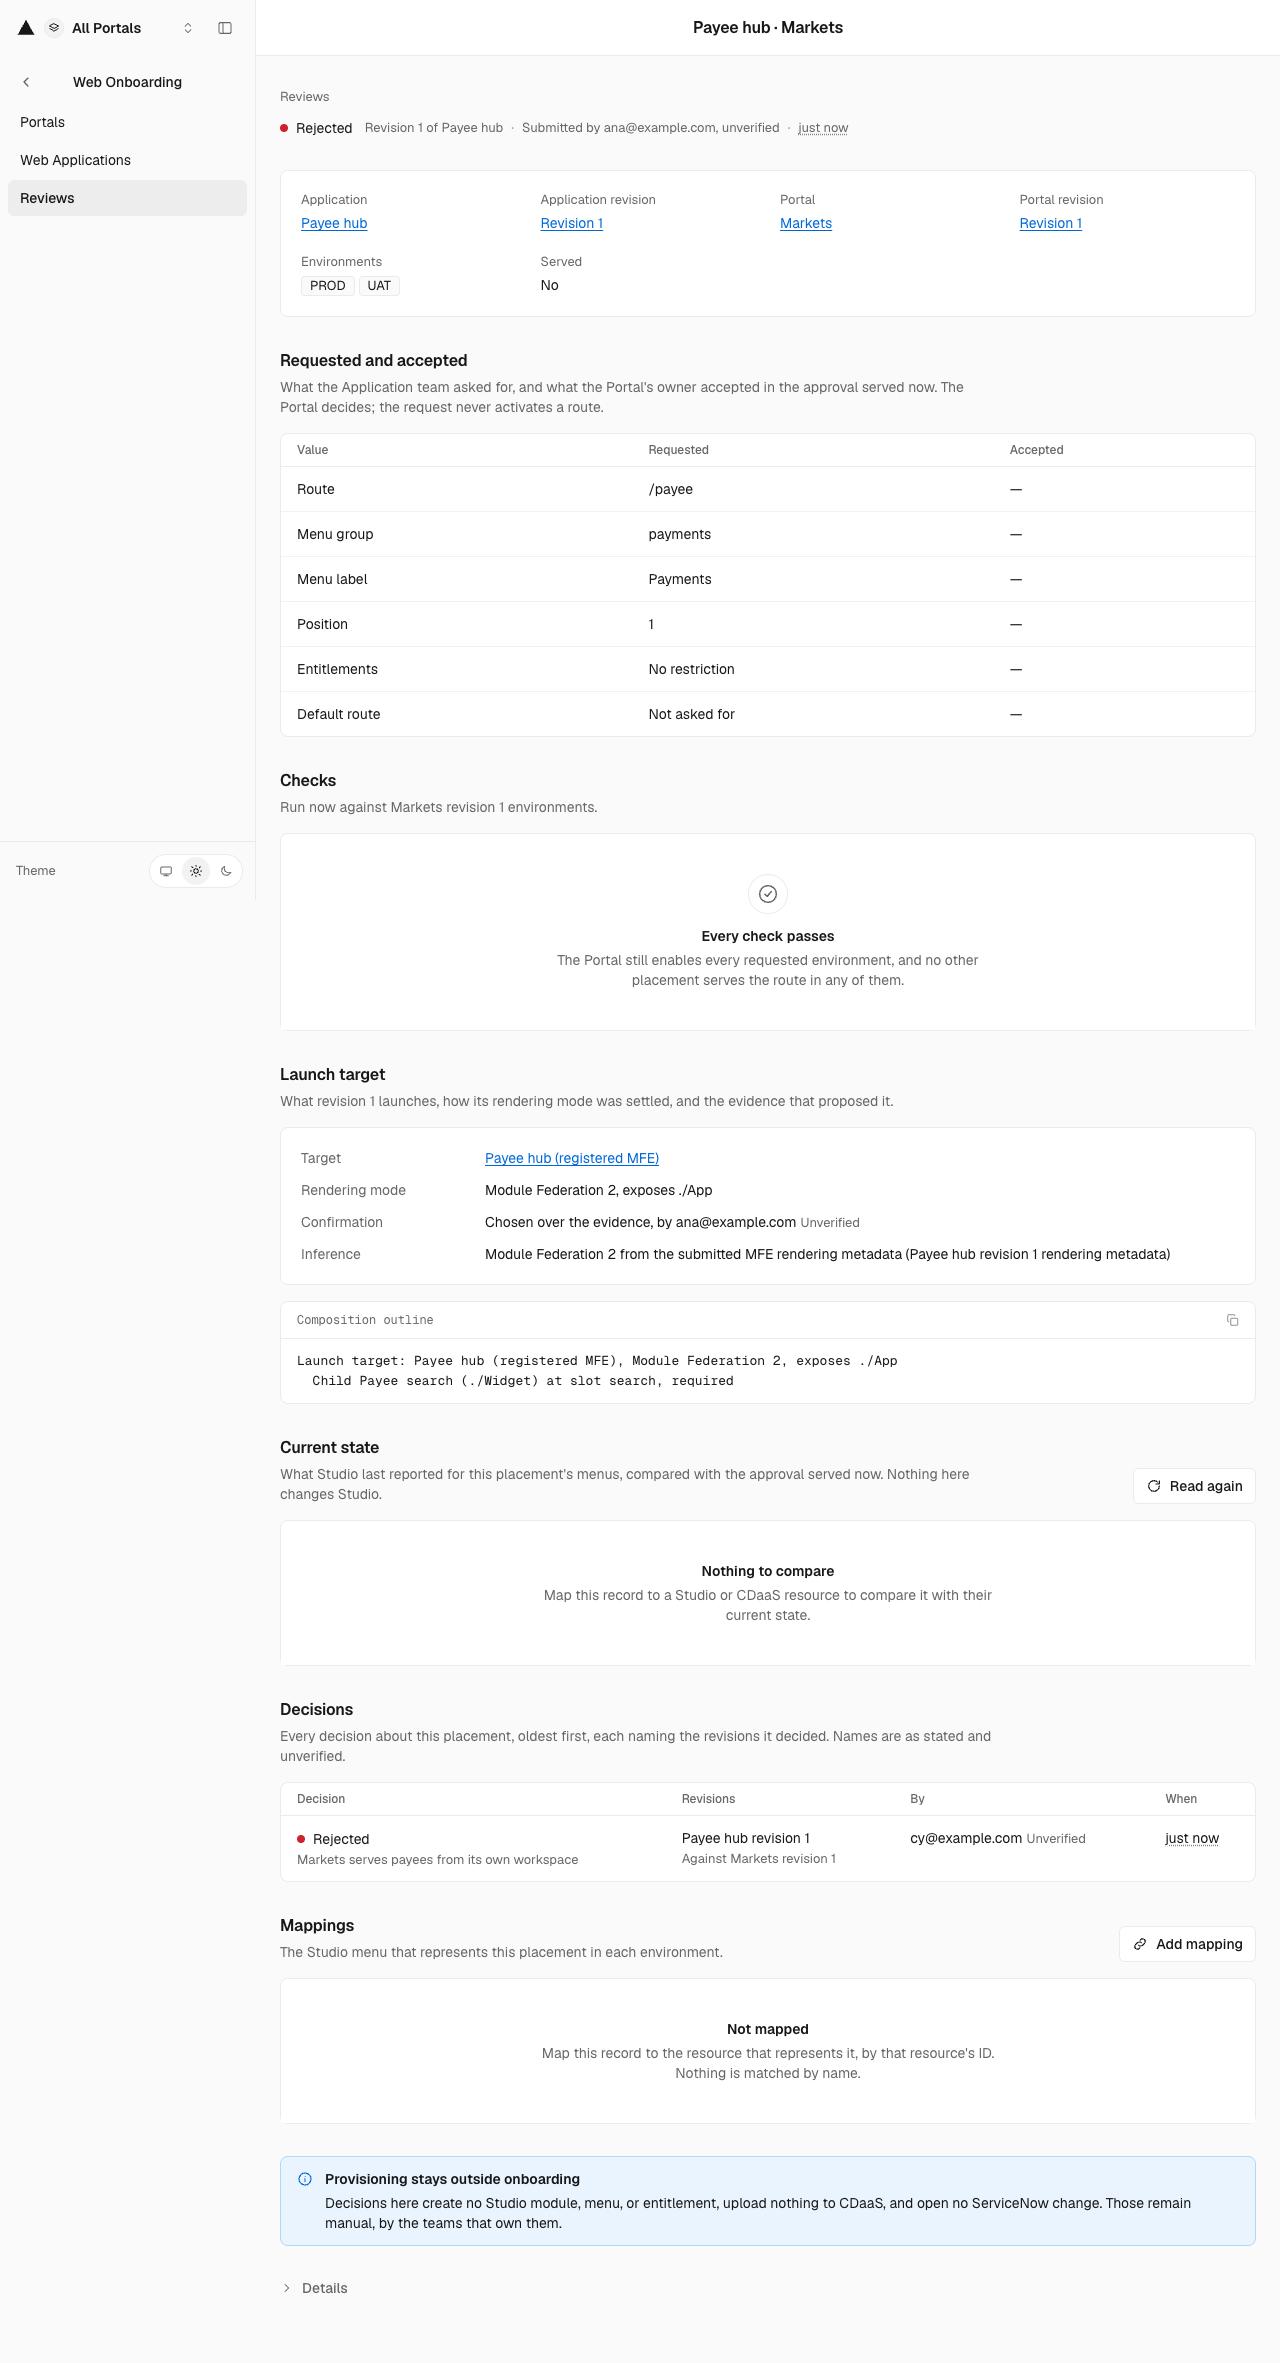 All Portals
Payee hub · Markets
Web Onboarding
Portals
Web Applications
Reviews
Theme
Reviews
Rejected Revision 1 of Payee hub · Submitted by ana@example.com, unverified · just now
Application Application revision Portal Portal revision
Payee hub Revision 1 Markets Revision 1
Environments Served
PROD UAT No
Requested and accepted
What the Application team asked for, and what the Portal's owner accepted in the approval served now. The
Portal decides; the request never activates a route.
Value Requested Accepted
Route /payee —
Menu group payments —
Menu label Payments —
Position 1 —
Entitlements No restriction —
Default route Not asked for —
Checks
Run now against Markets revision 1 environments.
Every check passes
The Portal still enables every requested environment, and no other
placement serves the route in any of them.
Launch target
What revision 1 launches, how its rendering mode was settled, and the evidence that proposed it.
Target Payee hub (registered MFE)
Rendering mode Module Federation 2, exposes ./App
Confirmation Chosen over the evidence, by ana@example.com Unverified
Inference Module Federation 2 from the submitted MFE rendering metadata (Payee hub revision 1 rendering metadata)
Composition outline
Launch target: Payee hub (registered MFE), Module Federation 2, exposes ./App
Child Payee search (./Widget) at slot search, required
Current state
What Studio last reported for this placement's menus, compared with the approval served now. Nothing here
changes Studio.
Read again
Nothing to compare
Map this record to a Studio or CDaaS resource to compare it with their
current state.
Decisions
Every decision about this placement, oldest first, each naming the revisions it decided. Names are as stated and
unverified.
Decision Revisions By When
Rejected Payee hub revision 1 cy@example.com Unverified just now
Markets serves payees from its own workspace Against Markets revision 1
Mappings
The Studio menu that represents this placement in each environment.
Add mapping
Not mapped
Map this record to the resource that represents it, by that resource's ID.
Nothing is matched by name.
Provisioning stays outside onboarding
Decisions here create no Studio module, menu, or entitlement, upload nothing to CDaaS, and open no ServiceNow change. Those remain
manual, by the teams that own them.
Details